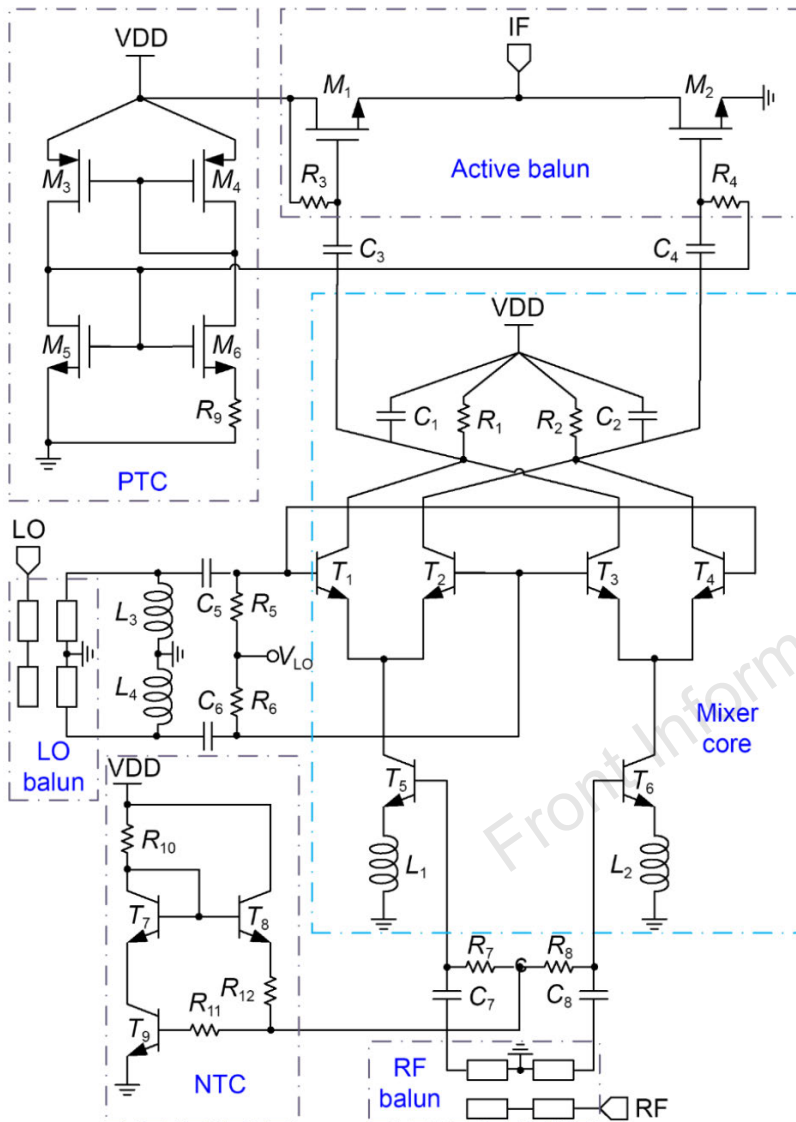 VDD
IF
M1
M2
M3
M4
R3
Active balun
R4
C3
C4
VDD
M5
M6
R9
C1
R1
R2
C2
PTC
LO
L3
C5
R5
T1
T2
T3
T4
VLO
L4
C6
R6
Mixer
core
LO
balun
VDD
T5
T6
R10
L1
L2
T7
T8
R7
R8
R12
C7
C8
R11
T9
NTC
RF
balun
RF
Front Inform